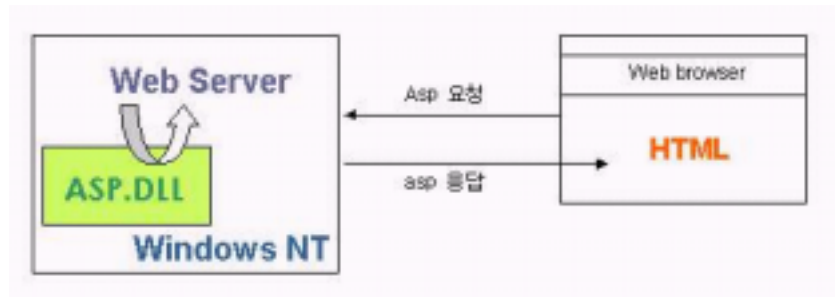 Web Server
ASP.DLL
Windows NT
Asp 요청
asp 응답
Web browser
HTML